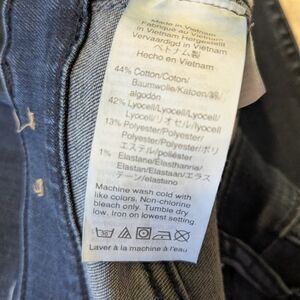 Made in Vietnam
Fabriqué au Vietnam
in Vietnam Hergestellt
Vervaardigd in Vietnam
ベトナム製
Hecho en Vietnam
44% Cotton/Coton/
Baumwolle/Katoen/綿/
algodón
42% Lyocell/Lyocell/Lyocell/
Lyocell/リオセル/lyocell
13% Polyester/Polyester/
Polyester/Polyester/ポリ
エステル/poliéster
1% Elastane/Élasthanne/
Elastan/Elastaan/エラス
テン/elastano
Machine wash cold with
like colors. Non-chlorine
bleach only. Tumble dry
low. Iron on lowest setting.
Laver à la machine à l'eau